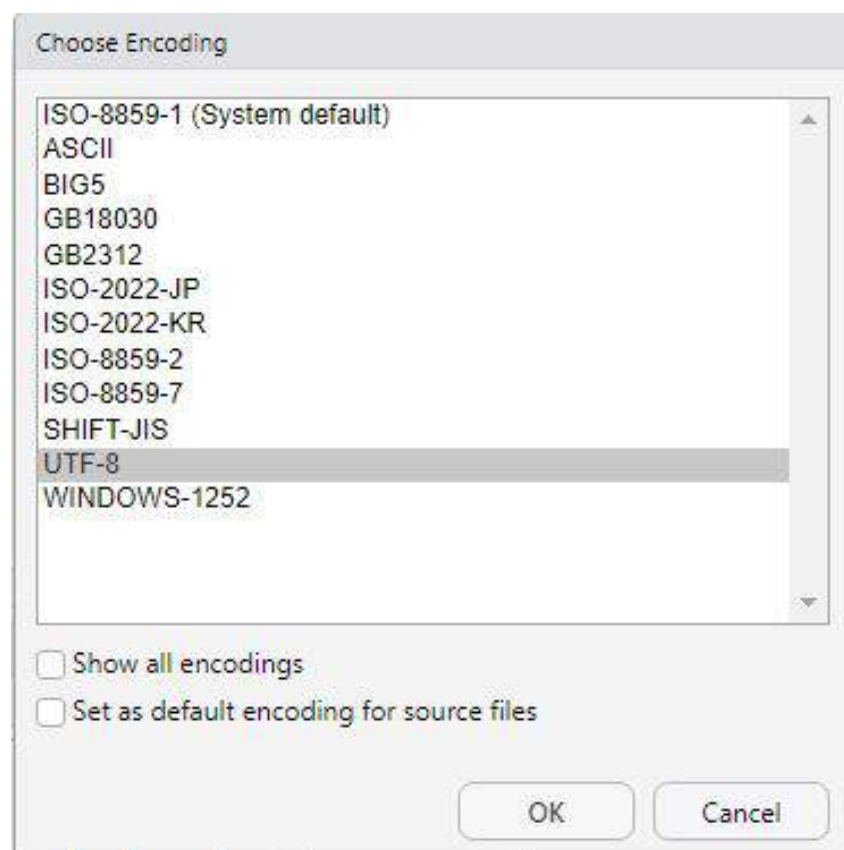 Choose Encoding
ISO-8859-1 (System default)
ASCII
BIG5
GB18030
GB2312
ISO-2022-JP
ISO-2022-KR
ISO-8859-2
ISO-8859-7
SHIFT-JIS
UTF-8
WINDOWS-1252
Show all encodings
Set as default encoding for source files
OK Cancel